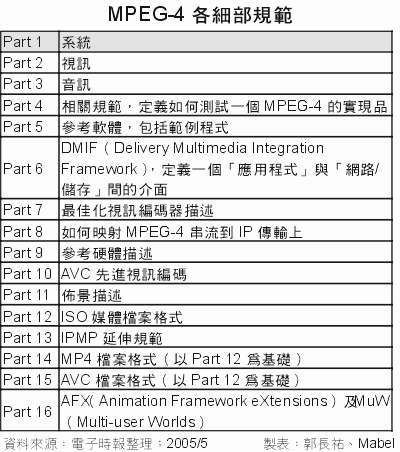 MPEG-4 各細部規範
Part 1 系統
Part 2 視訊
Part 3 音訊
Part 4 相關規範，定義如何測試一個 MPEG-4 的實現品
Part 5 參考軟體，包括範例程式
Part 6 DMIF（Delivery Multimedia Integration
Framework），定義一個「應用程式」與「網路/
儲存」間的介面
Part 7 最佳化視訊編碼器描述
Part 8 如何映射 MPEG-4 串流到 IP 傳輸上
Part 9 參考硬體描述
Part 10 AVC 先進視訊編碼
Part 11 佈景描述
Part 12 ISO 媒體檔案格式
Part 13 IPMP 延伸規範
Part 14 MP4 檔案格式（以 Part 12 為基礎）
Part 15 AVC 檔案格式（以 Part 12 為基礎）
Part 16 AFX（Animation Framework eXtensions）及MuW
（Multi-user Worlds）
資料來源：電子時報整理，2005/5 製表：郭長祐、Mabel